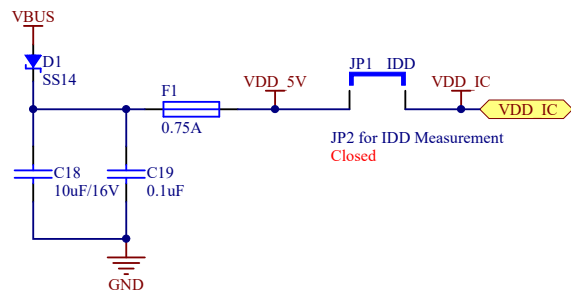 VBUS
D1
SS14
F1
0.75A
VDD_5V
JP1 IDD
VDD_IC
VDD_IC
JP2 for IDD Measurement
Closed
C18
10uF/16V
C19
0.1uF
GND